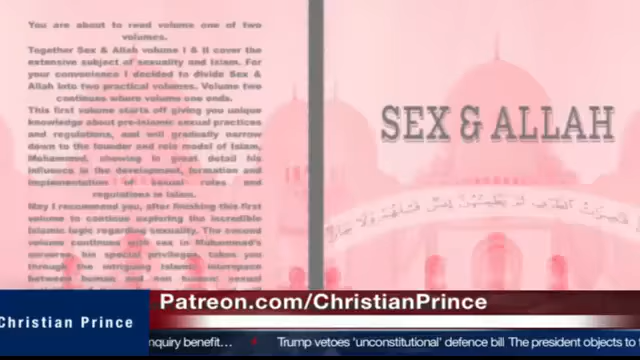 You are about to read volume one of two
volumes.
Together Sex & Allah volume I & II cover the
extensive subject of sexuality and Islam. For
your convenience I decided to divide Sex &
Allah into two practical volumes. Volume two
continues where volume one ends.
This first volume starts off giving you unique
knowledge about pre-Islamic sexual practices
and regulations, and will gradually narrow
down to the founder and role model of Islam,
Mohammed, showing in great detail his
influence in the development, formation and
implementation of sexual rules and
regulations in Islam.
May I recommend you, after finishing this first
volume to continue exploring the incredible
Islamic logic regarding sexuality. The second
volume continues with sex in Muhammad's
universe, his special privileges, takes you
through the intriguing Islamic interspace
between human and non human sexual
SEX & ALLAH
Patreon.com/ChristianPrince
Christian Prince
inquiry benefit... Trump vetoes 'unconstitutional' defence bill The president objects to